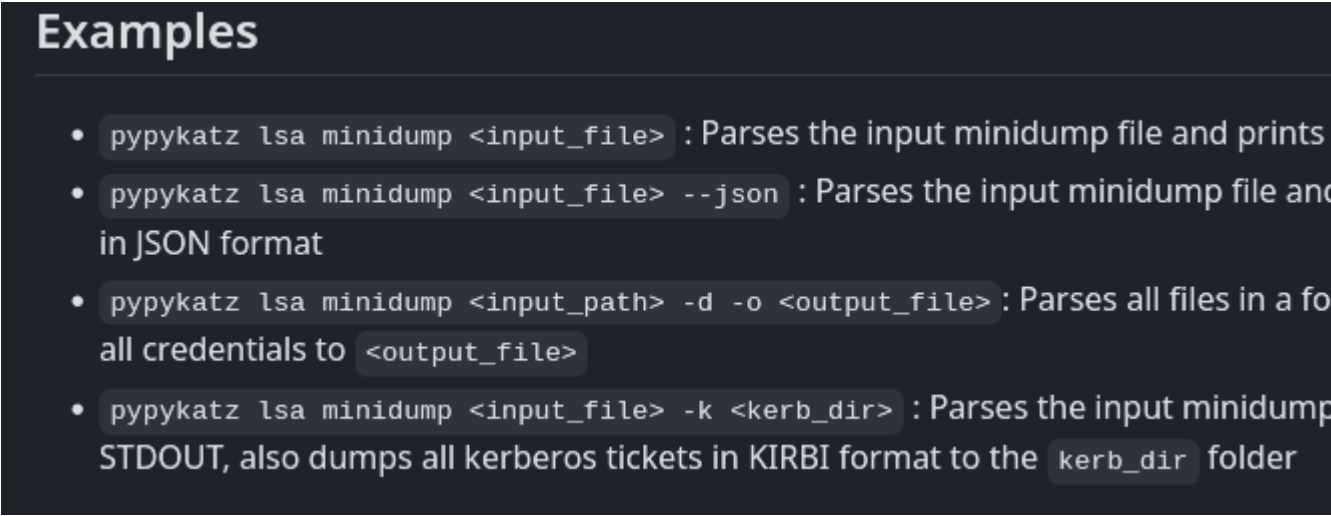 Examples
• pypykatz lsa minidump <input_file> : Parses the input minidump file and prints
• pypykatz lsa minidump <input_file> --json : Parses the input minidump file and
in JSON format
• pypykatz lsa minidump <input_path> -d -o <output_file>: Parses all files in a fo
all credentials to <output_file>
• pypykatz lsa minidump <input_file> -k <kerb_dir> : Parses the input minidump
STDOUT, also dumps all kerberos tickets in KIRBI format to the kerb_dir folder